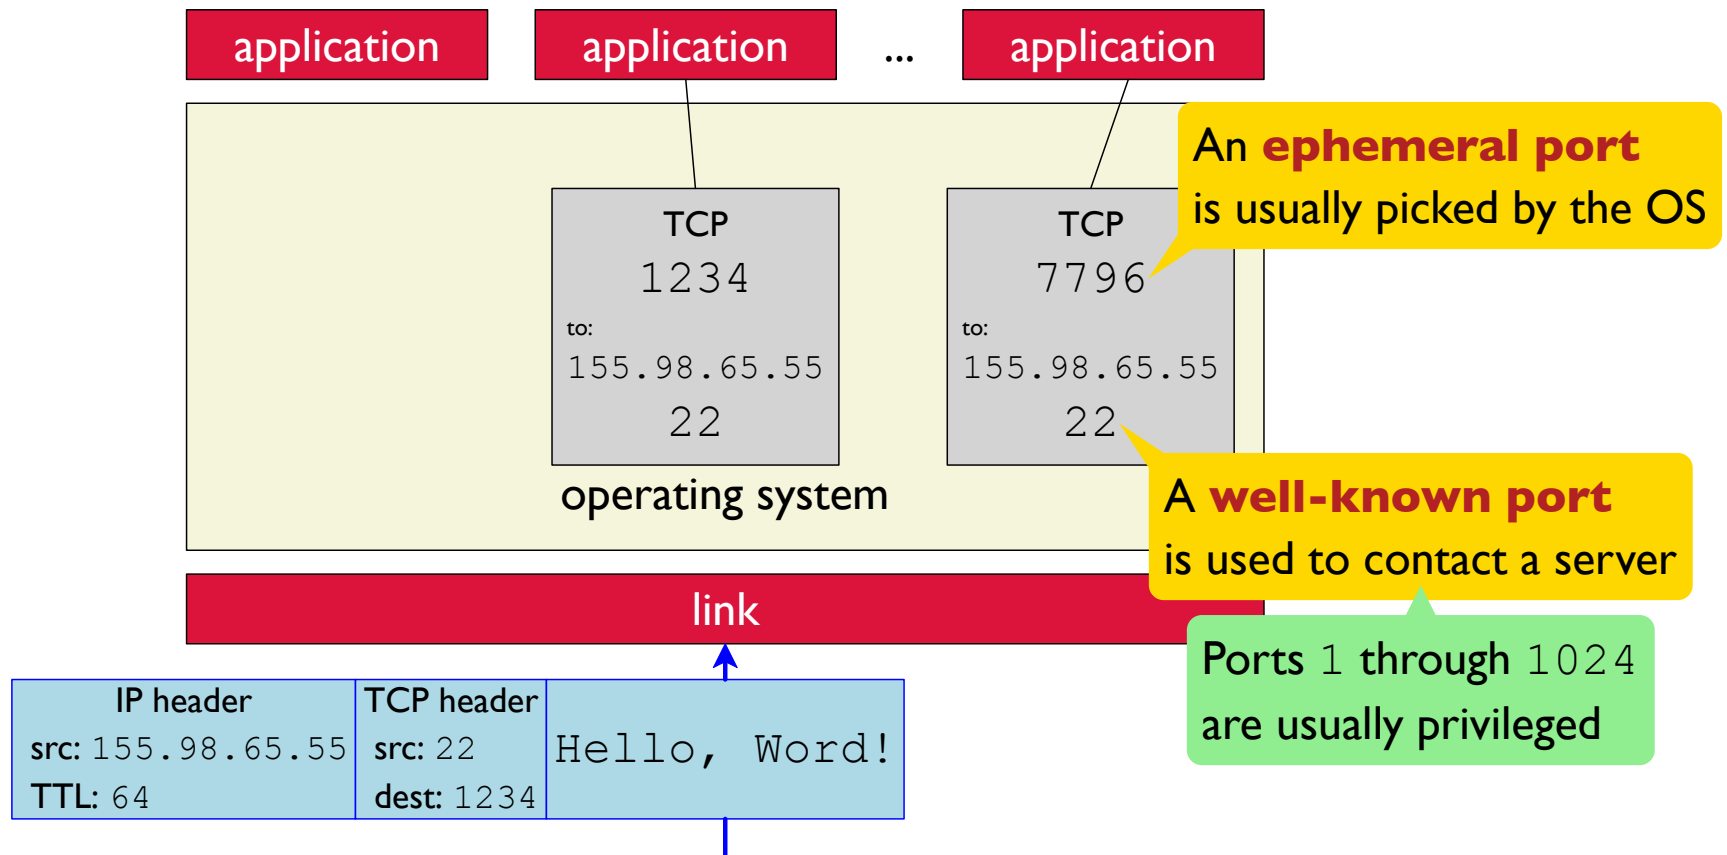 application
application
...
application
An ephemeral port
is usually picked by the OS
TCP
1234
to:
155.98.65.55
22
TCP
7796
to:
155.98.65.55
22
operating system
A well-known port
is used to contact a server
link
Ports 1 through 1024
are usually privileged
IP header
src: 155.98.65.55
TTL: 64
TCP header
src: 22
dest: 1234
Hello, Word!